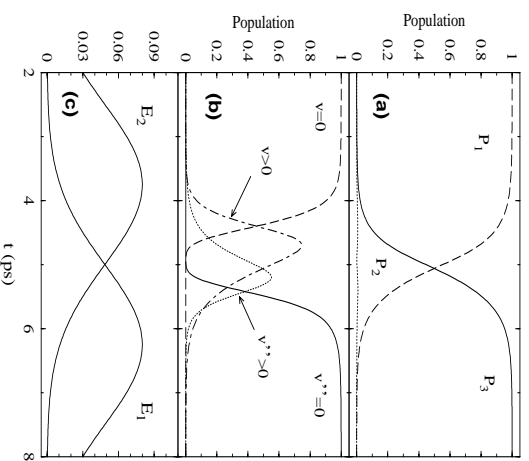 Population
1
0.8
0.6
0.4
0.2
0
(a)
P1
P2
P3
Population
1
0.8
0.6
0.4
0.2
0
(b)
v=0
v>0
v''>0
v''=0
0.09
0.06
0.03
0
(c)
E2
E1
2
4
6
8
t (ps)